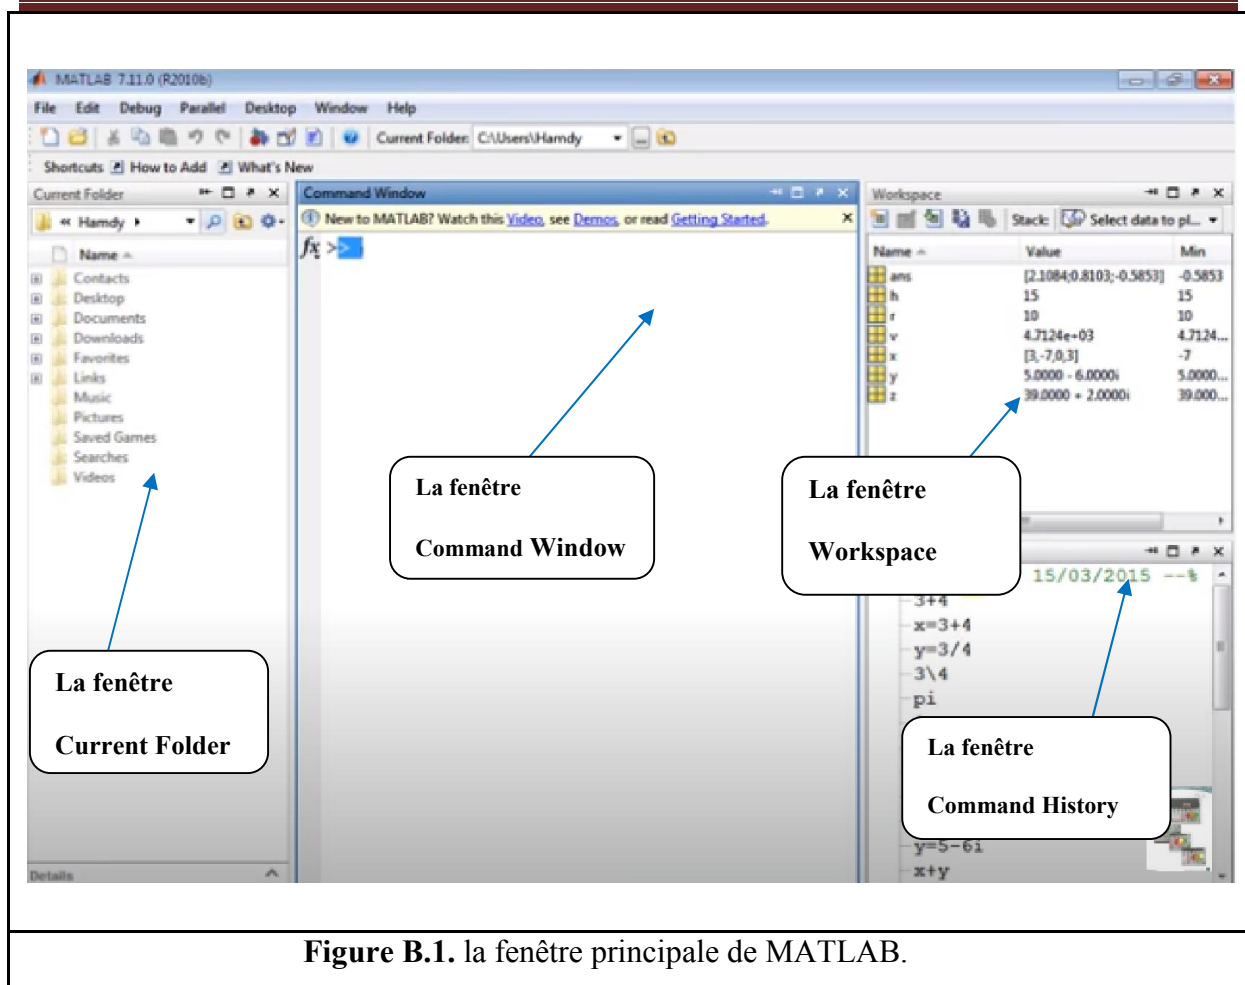 MATLAB 7.11.0 (R2010b)
File Edit Debug Parallel Desktop Window Help
Current Folder: C:\Users\Hamdy
Shortcuts How to Add What's New
Current Folder
« Hamdy
Name
Contacts
Desktop
Documents
Downloads
Favorites
Links
Music
Pictures
Saved Games
Searches
Videos
Details
Command Window
New to MATLAB? Watch this Video, see Demos, or read Getting Started.
fx >>
Workspace
Stack: Select data to pl...
Name Value Min
ans [2.1084;0.8103;-0.5853] -0.5853
h 15 15
r 10 10
v 4.7124e+03 4.7124...
x [3,-7,0,3] -7
y 5.0000 - 6.0000i 5.0000...
z 39.0000 + 2.0000i 39.000...
15/03/2015 --%
3+4
x=3+4
y=3/4
3\4
pi
y=5-6i
x+y
La fenêtre
Current Folder
La fenêtre
Command Window
La fenêtre
Workspace
La fenêtre
Command History
Figure B.1. la fenêtre principale de MATLAB.